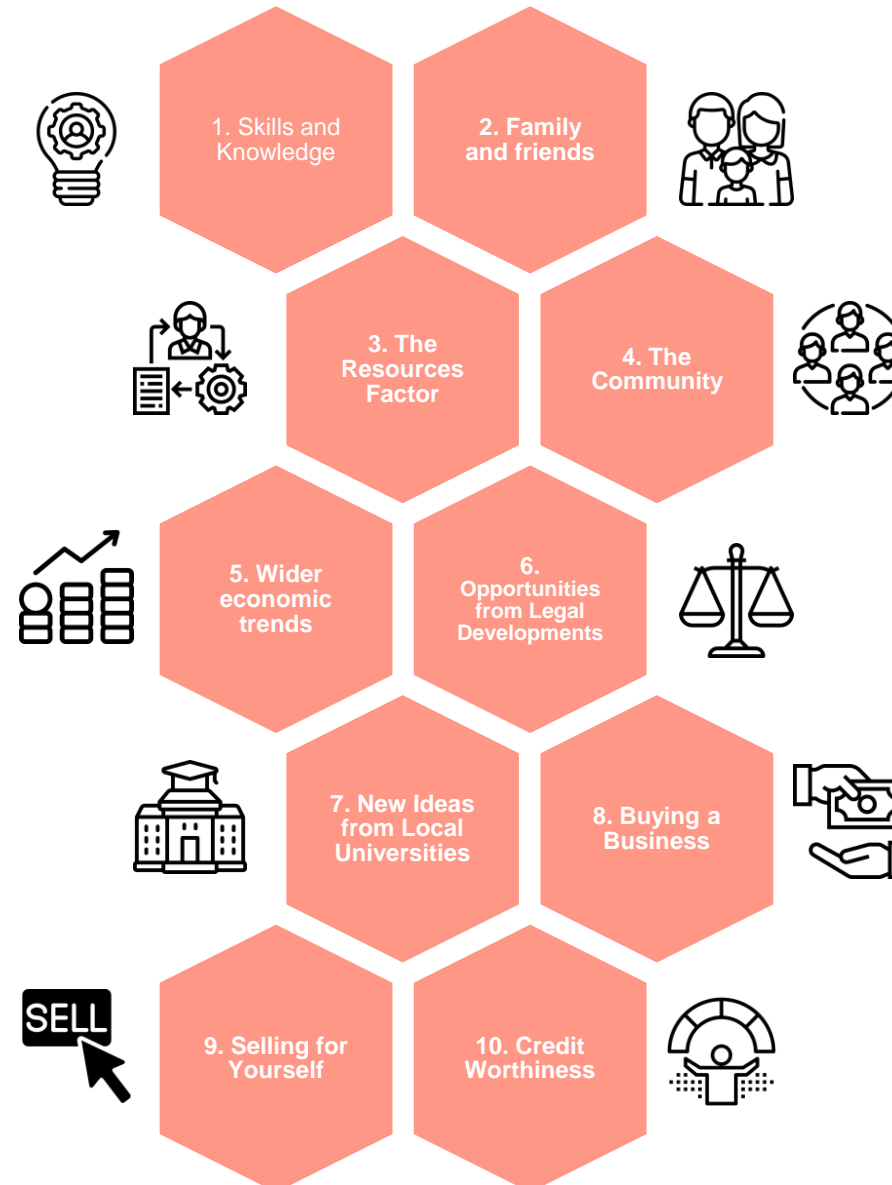 1. Skills and
Knowledge
2. Family
and friends
3. The
Resources
Factor
4. The
Community
5. Wider
economic
trends
6.
Opportunities
from Legal
Developments
7. New Ideas
from Local
Universities
8. Buying a
Business
SELL
9. Selling for
Yourself
10. Credit
Worthiness